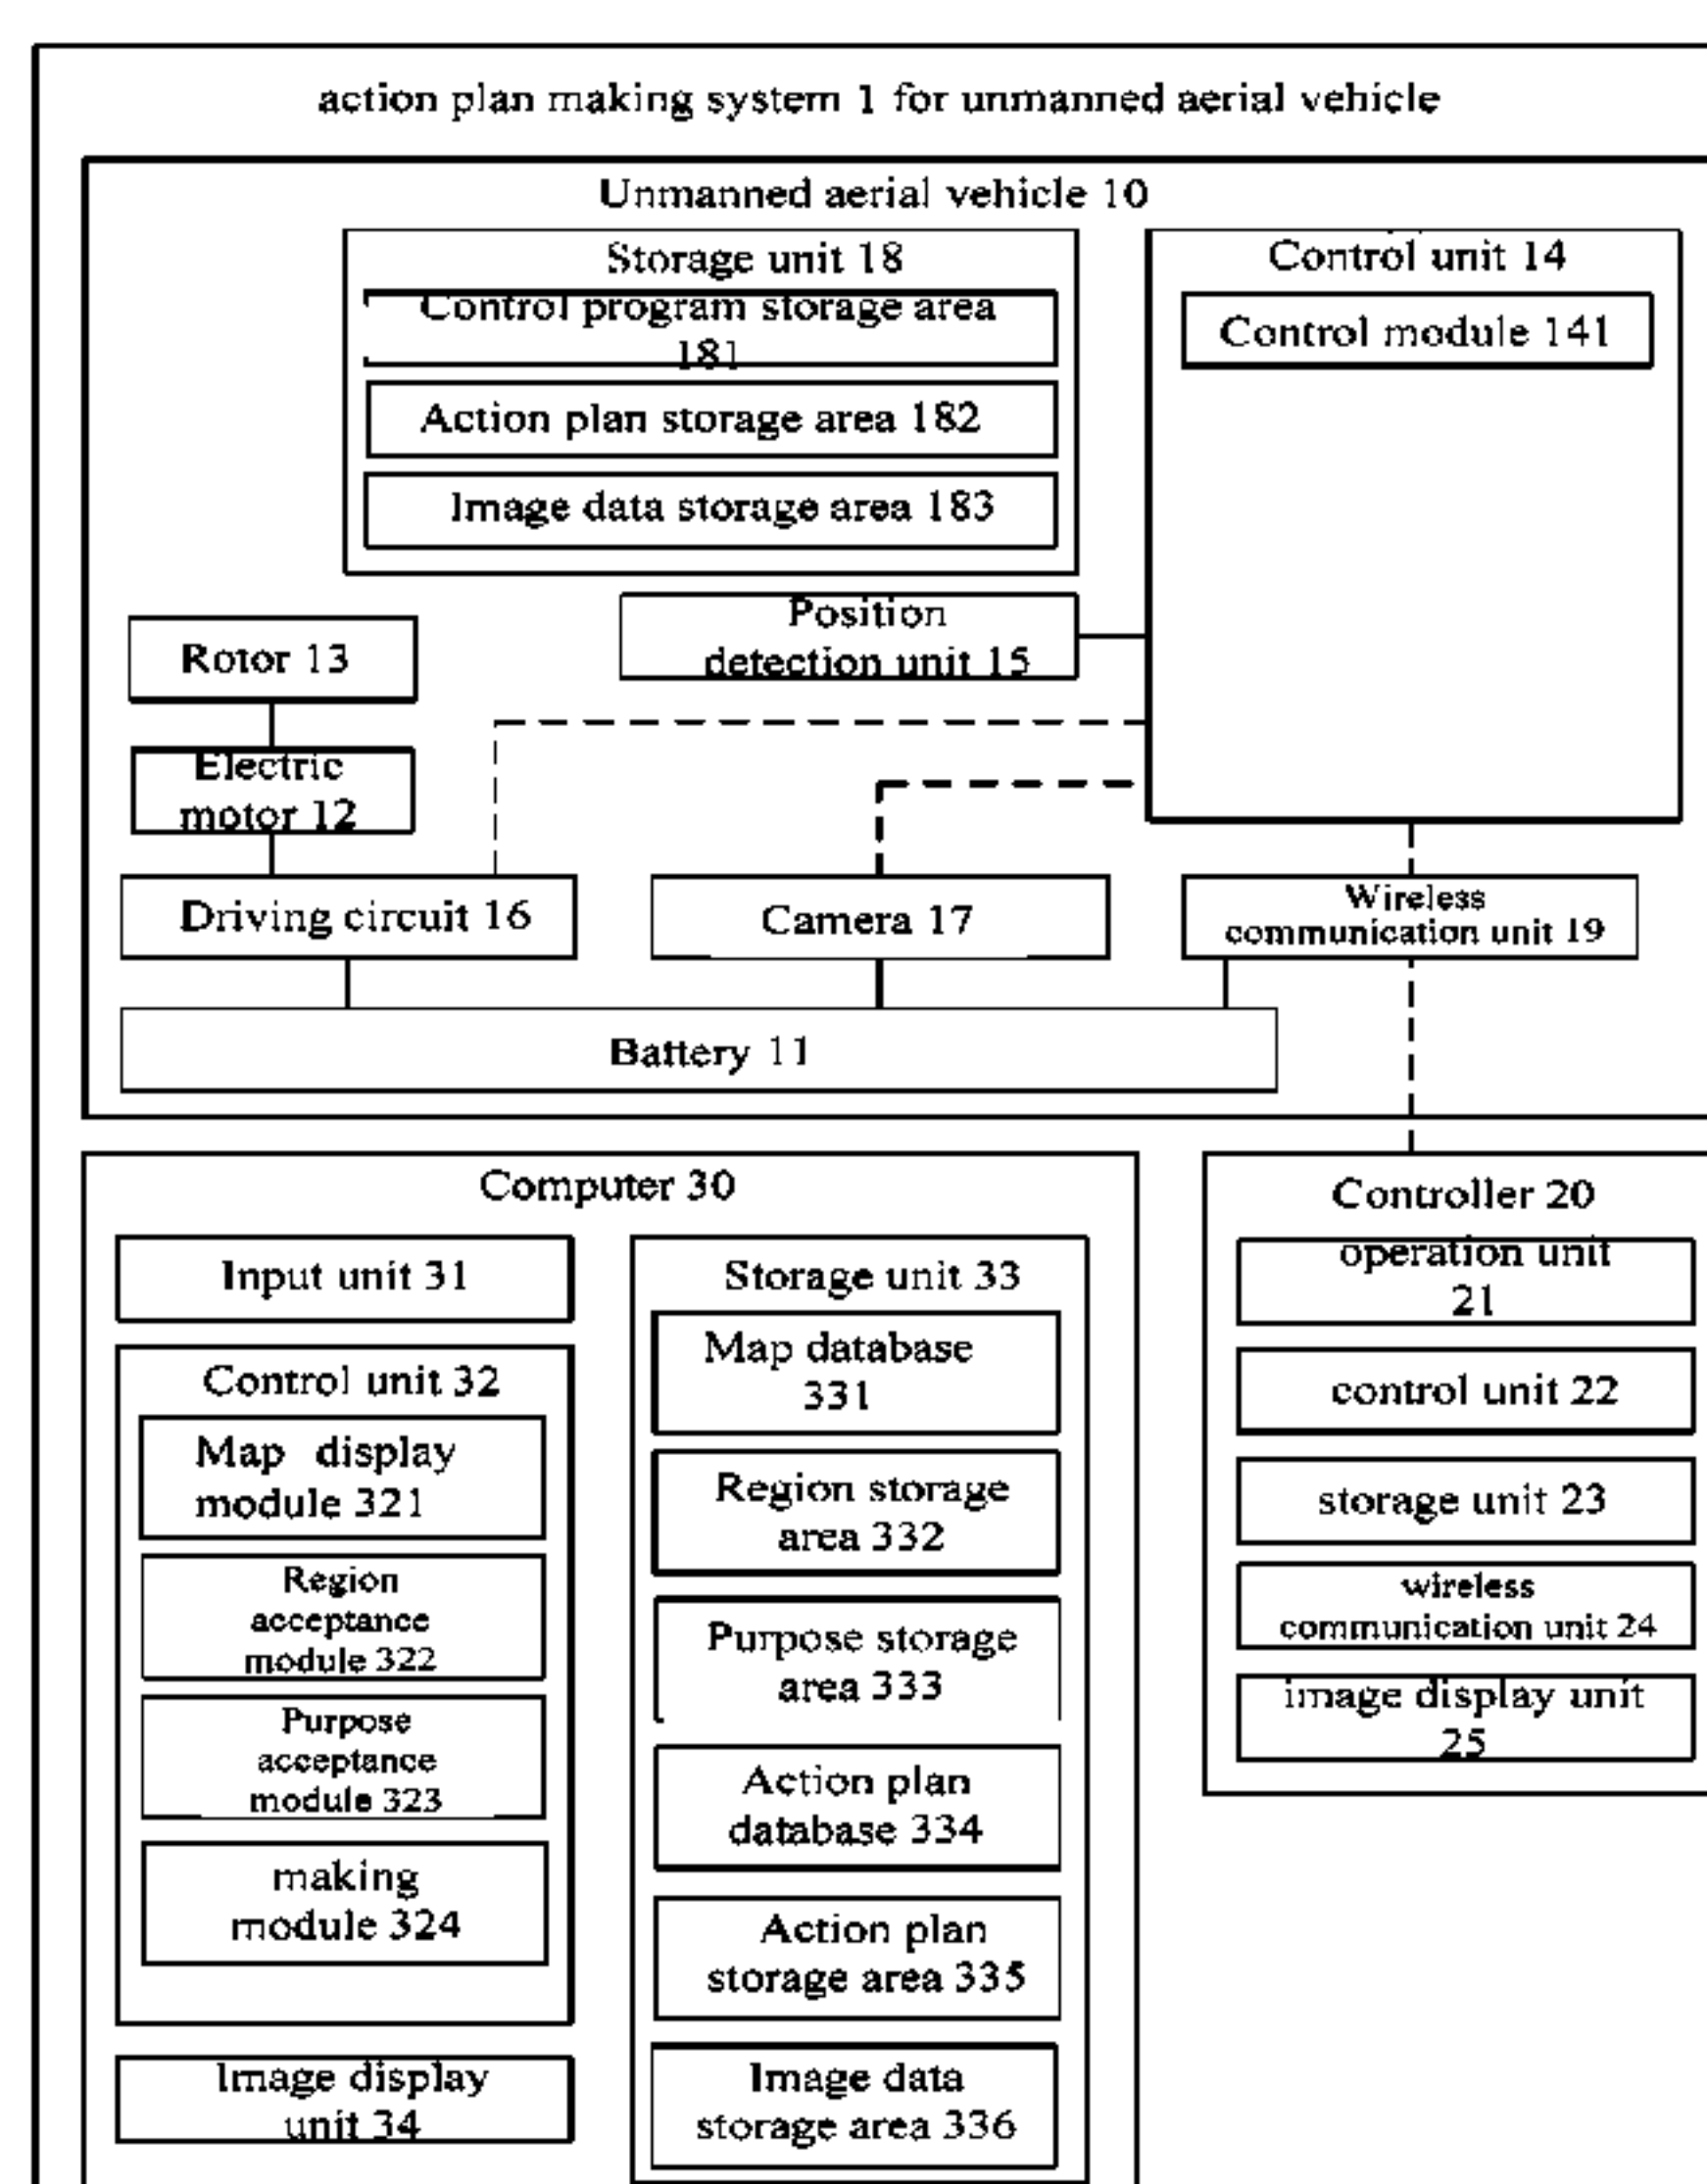 action plan making system 1 for unmanned aerial vehicle
Unmanned aerial vehicle 10
Storage unit 18
Control program storage area
181
Action plan storage area 182
Image data storage area 183
Control unit 14
Control module 141
Position
detection unit 15
Rotor 13
Electric
motor 12
Driving circuit 16
Camera 17
Wireless
communication unit 19
Battery 11
Computer 30
Input unit 31
Control unit 32
Map display
module 321
Region
acceptance
module 322
Purpose
acceptance
module 323
making
module 324
Image display
unit 34
Storage unit 33
Map database
331
Region storage
area 332
Purpose storage
area 333
Action plan
database 334
Action plan
storage area 335
Image data
storage area 336
Controller 20
operation unit
21
control unit 22
storage unit 23
wireless
communication unit 24
image display unit
25